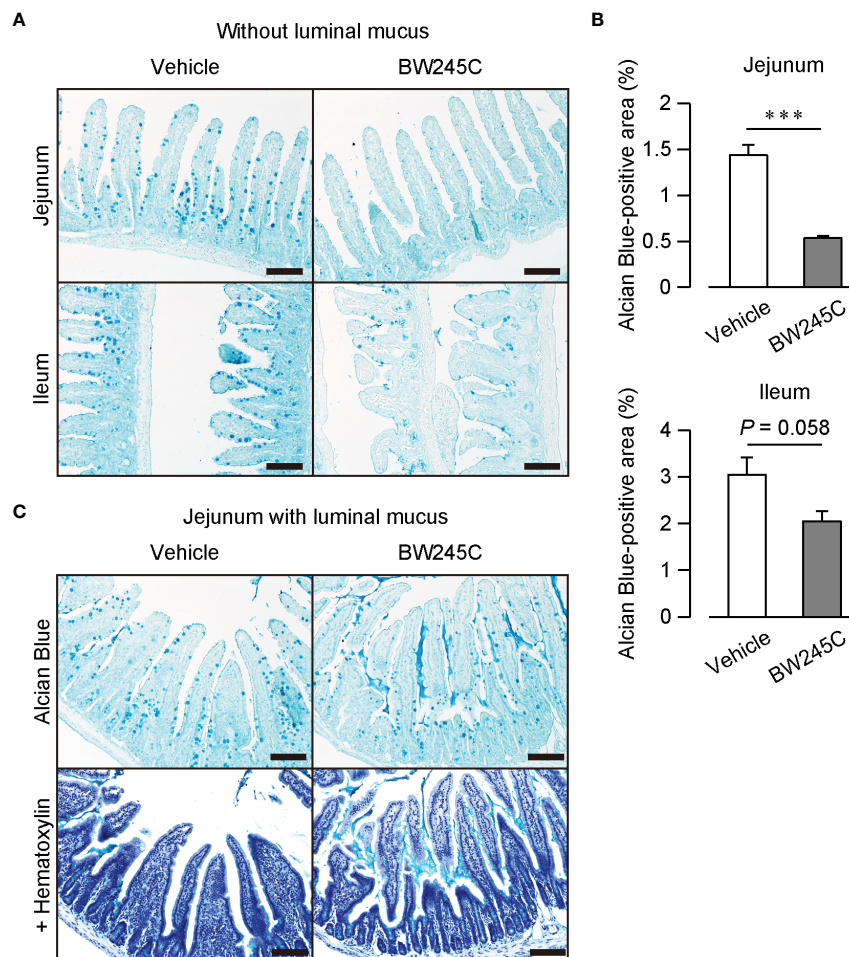 A
Without luminal mucus
Vehicle
BW245C
Jejunum
Ileum
B
Jejunum
Alcian Blue-positive area (%)
2
1.5
1
0.5
0
***
Vehicle
BW245C
Ileum
Alcian Blue-positive area (%)
4
3
2
1
0
P = 0.058
Vehicle
BW245C
C
Jejunum with luminal mucus
Vehicle
BW245C
Alcian Blue
+ Hematoxylin